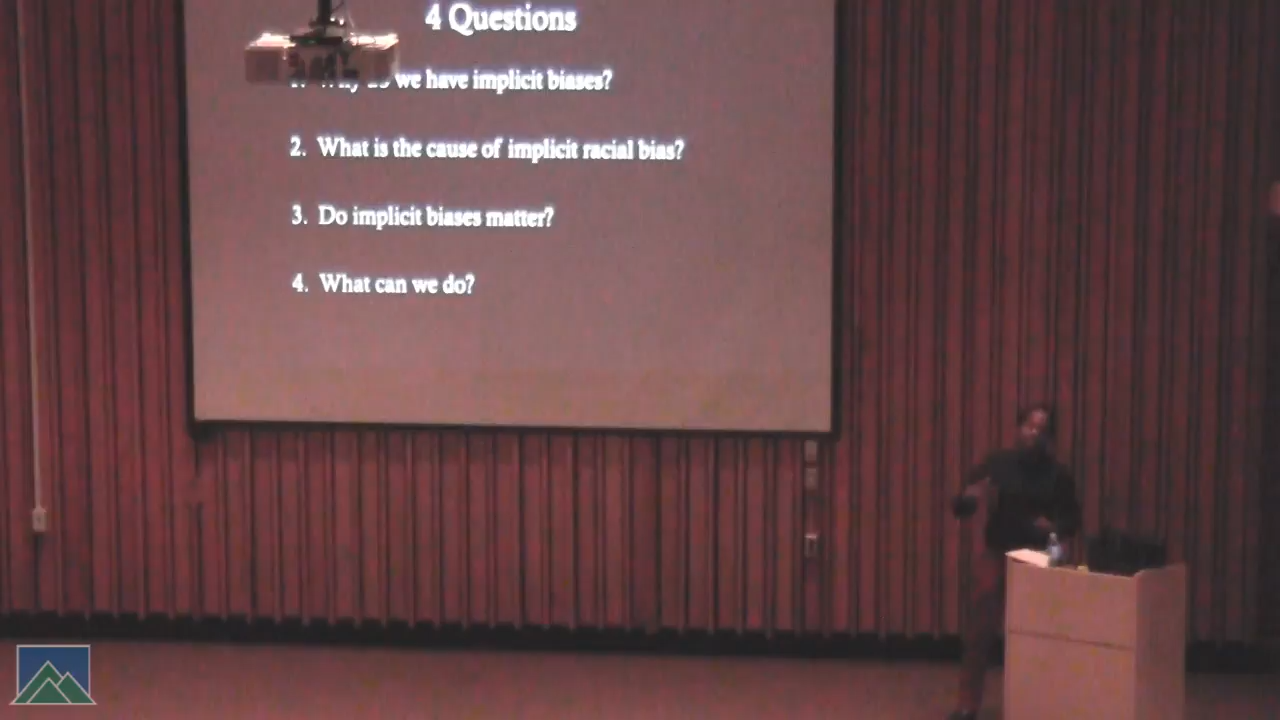 4 Questions
we have implicit biases?
2. What is the cause of implicit racial bias?
3. Do implicit biases matter?
4. What can we do?